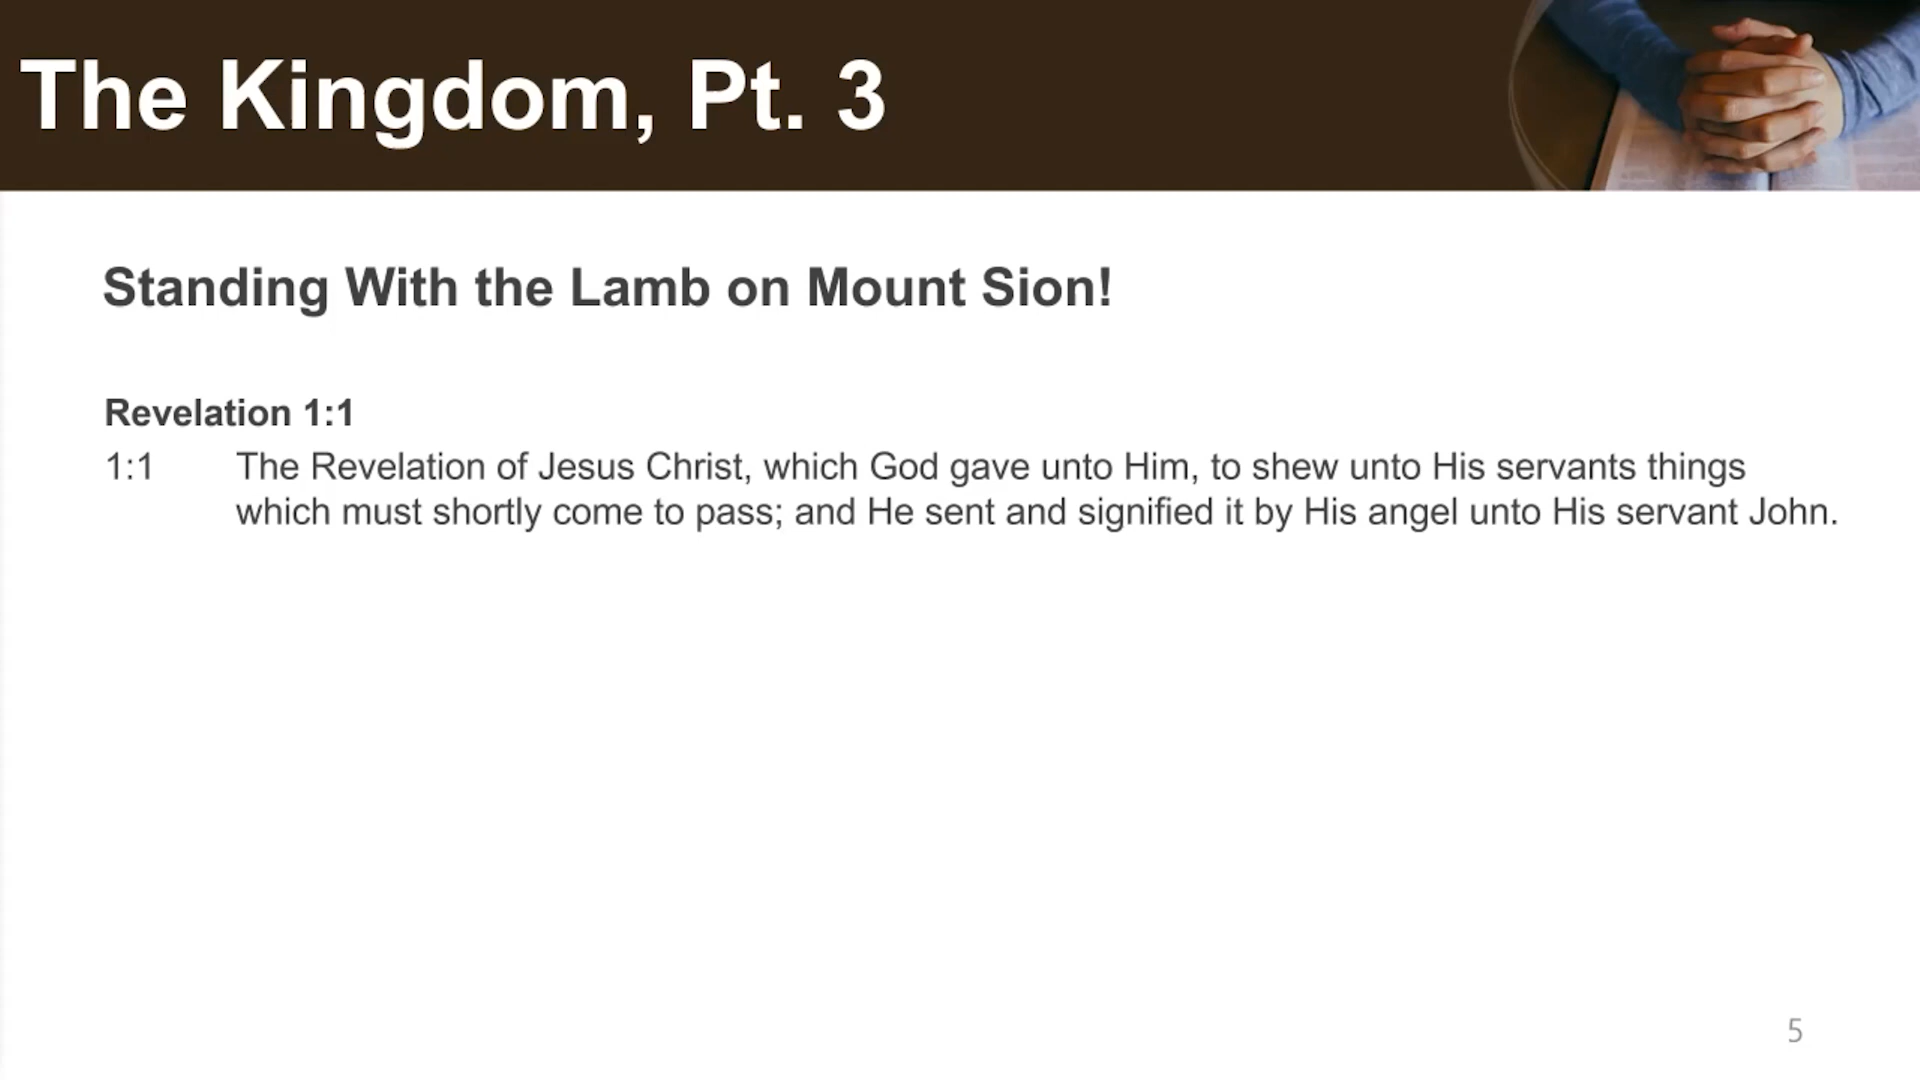 The Kingdom, Pt. 3
Standing With the Lamb on Mount Sion!
Revelation 1:1
1:1 The Revelation of Jesus Christ, which God gave unto Him, to shew unto His servants things
which must shortly come to pass; and He sent and signified it by His angel unto His servant John.
5